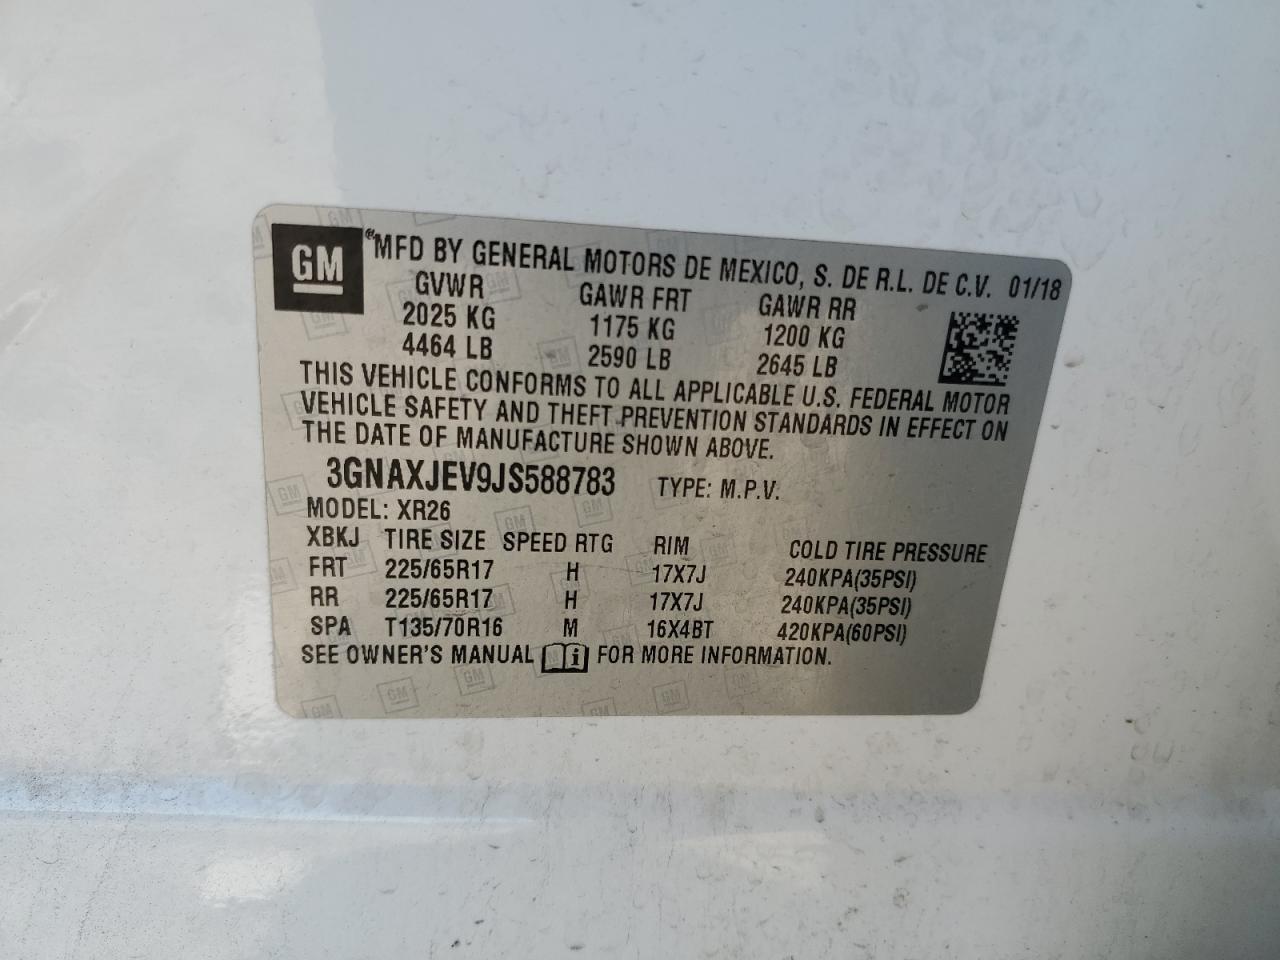 GM ®MFD BY GENERAL MOTORS DE MEXICO, S. DE R.L. DE C.V. 01/18
GVWR GAWR FRT GAWR RR
2025 KG 1175 KG 1200 KG
4464 LB 2590 LB 2645 LB
THIS VEHICLE CONFORMS TO ALL APPLICABLE U.S. FEDERAL MOTOR
VEHICLE SAFETY AND THEFT PREVENTION STANDARDS IN EFFECT ON
THE DATE OF MANUFACTURE SHOWN ABOVE.
3GNAXJEV9JS588783 TYPE: M.P.V.
MODEL: XR26
XBKJ TIRE SIZE SPEED RTG RIM COLD TIRE PRESSURE
FRT 225/65R17 H 17X7J 240KPA(35PSI)
RR 225/65R17 H 17X7J 240KPA(35PSI)
SPA T135/70R16 M 16X4BT 420KPA(60PSI)
SEE OWNER'S MANUAL i FOR MORE INFORMATION.